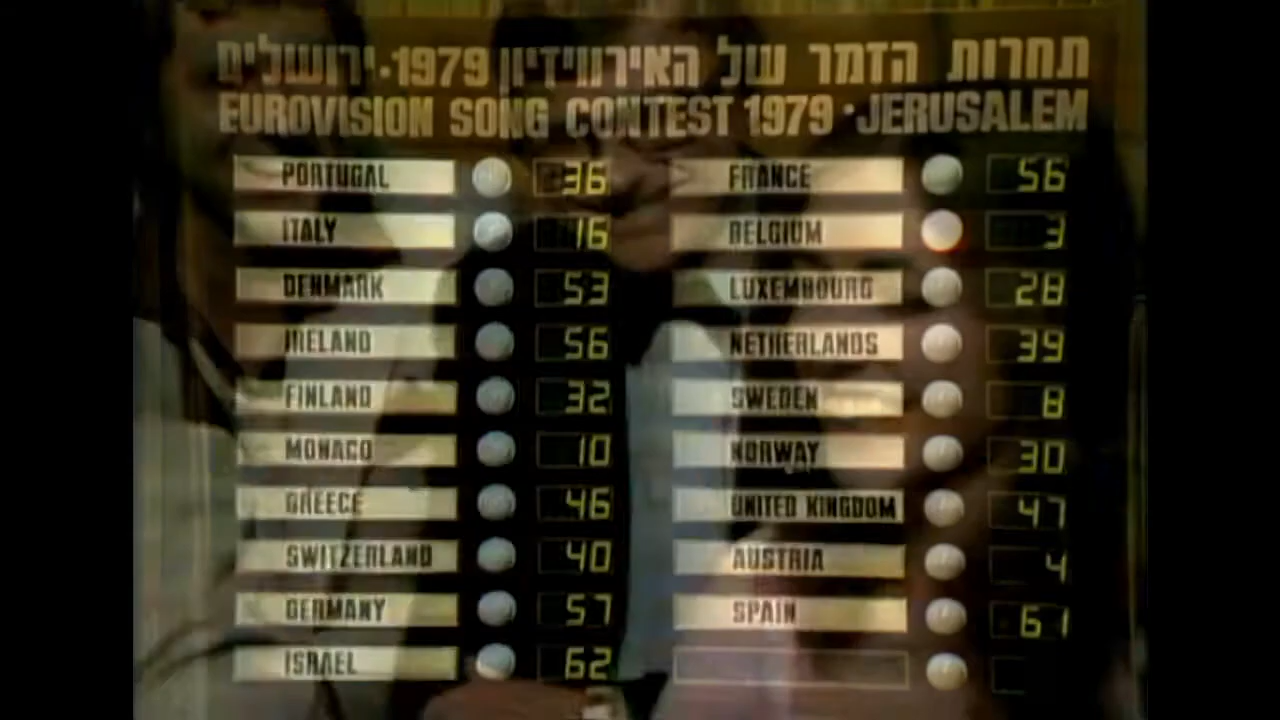 תחרות הזמר של האירוויזיון 1979 · ירושלים
EUROVISION SONG CONTEST 1979 · JERUSALEM
PORTUGAL 36 FRANCE 56
ITALY 16 BELGIUM 3
DENMARK 53 LUXEMBOURG 28
IRELAND 56 NETHERLANDS 39
FINLAND 32 SWEDEN 8
MONACO 10 NORWAY 30
GREECE 46 UNITED KINGDOM 47
SWITZERLAND 40 AUSTRIA 4
GERMANY 57 SPAIN 61
ISRAEL 62